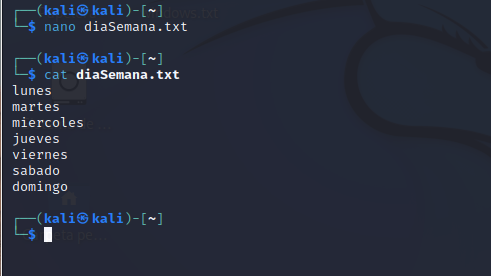 ┌──(kali㉿kali)-[~]
└─$ nano diaSemana.txt
┌──(kali㉿kali)-[~]
└─$ cat diaSemana.txt
lunes
martes
miercoles
jueves
viernes
sabado
domingo
┌──(kali㉿kali)-[~]
└─$